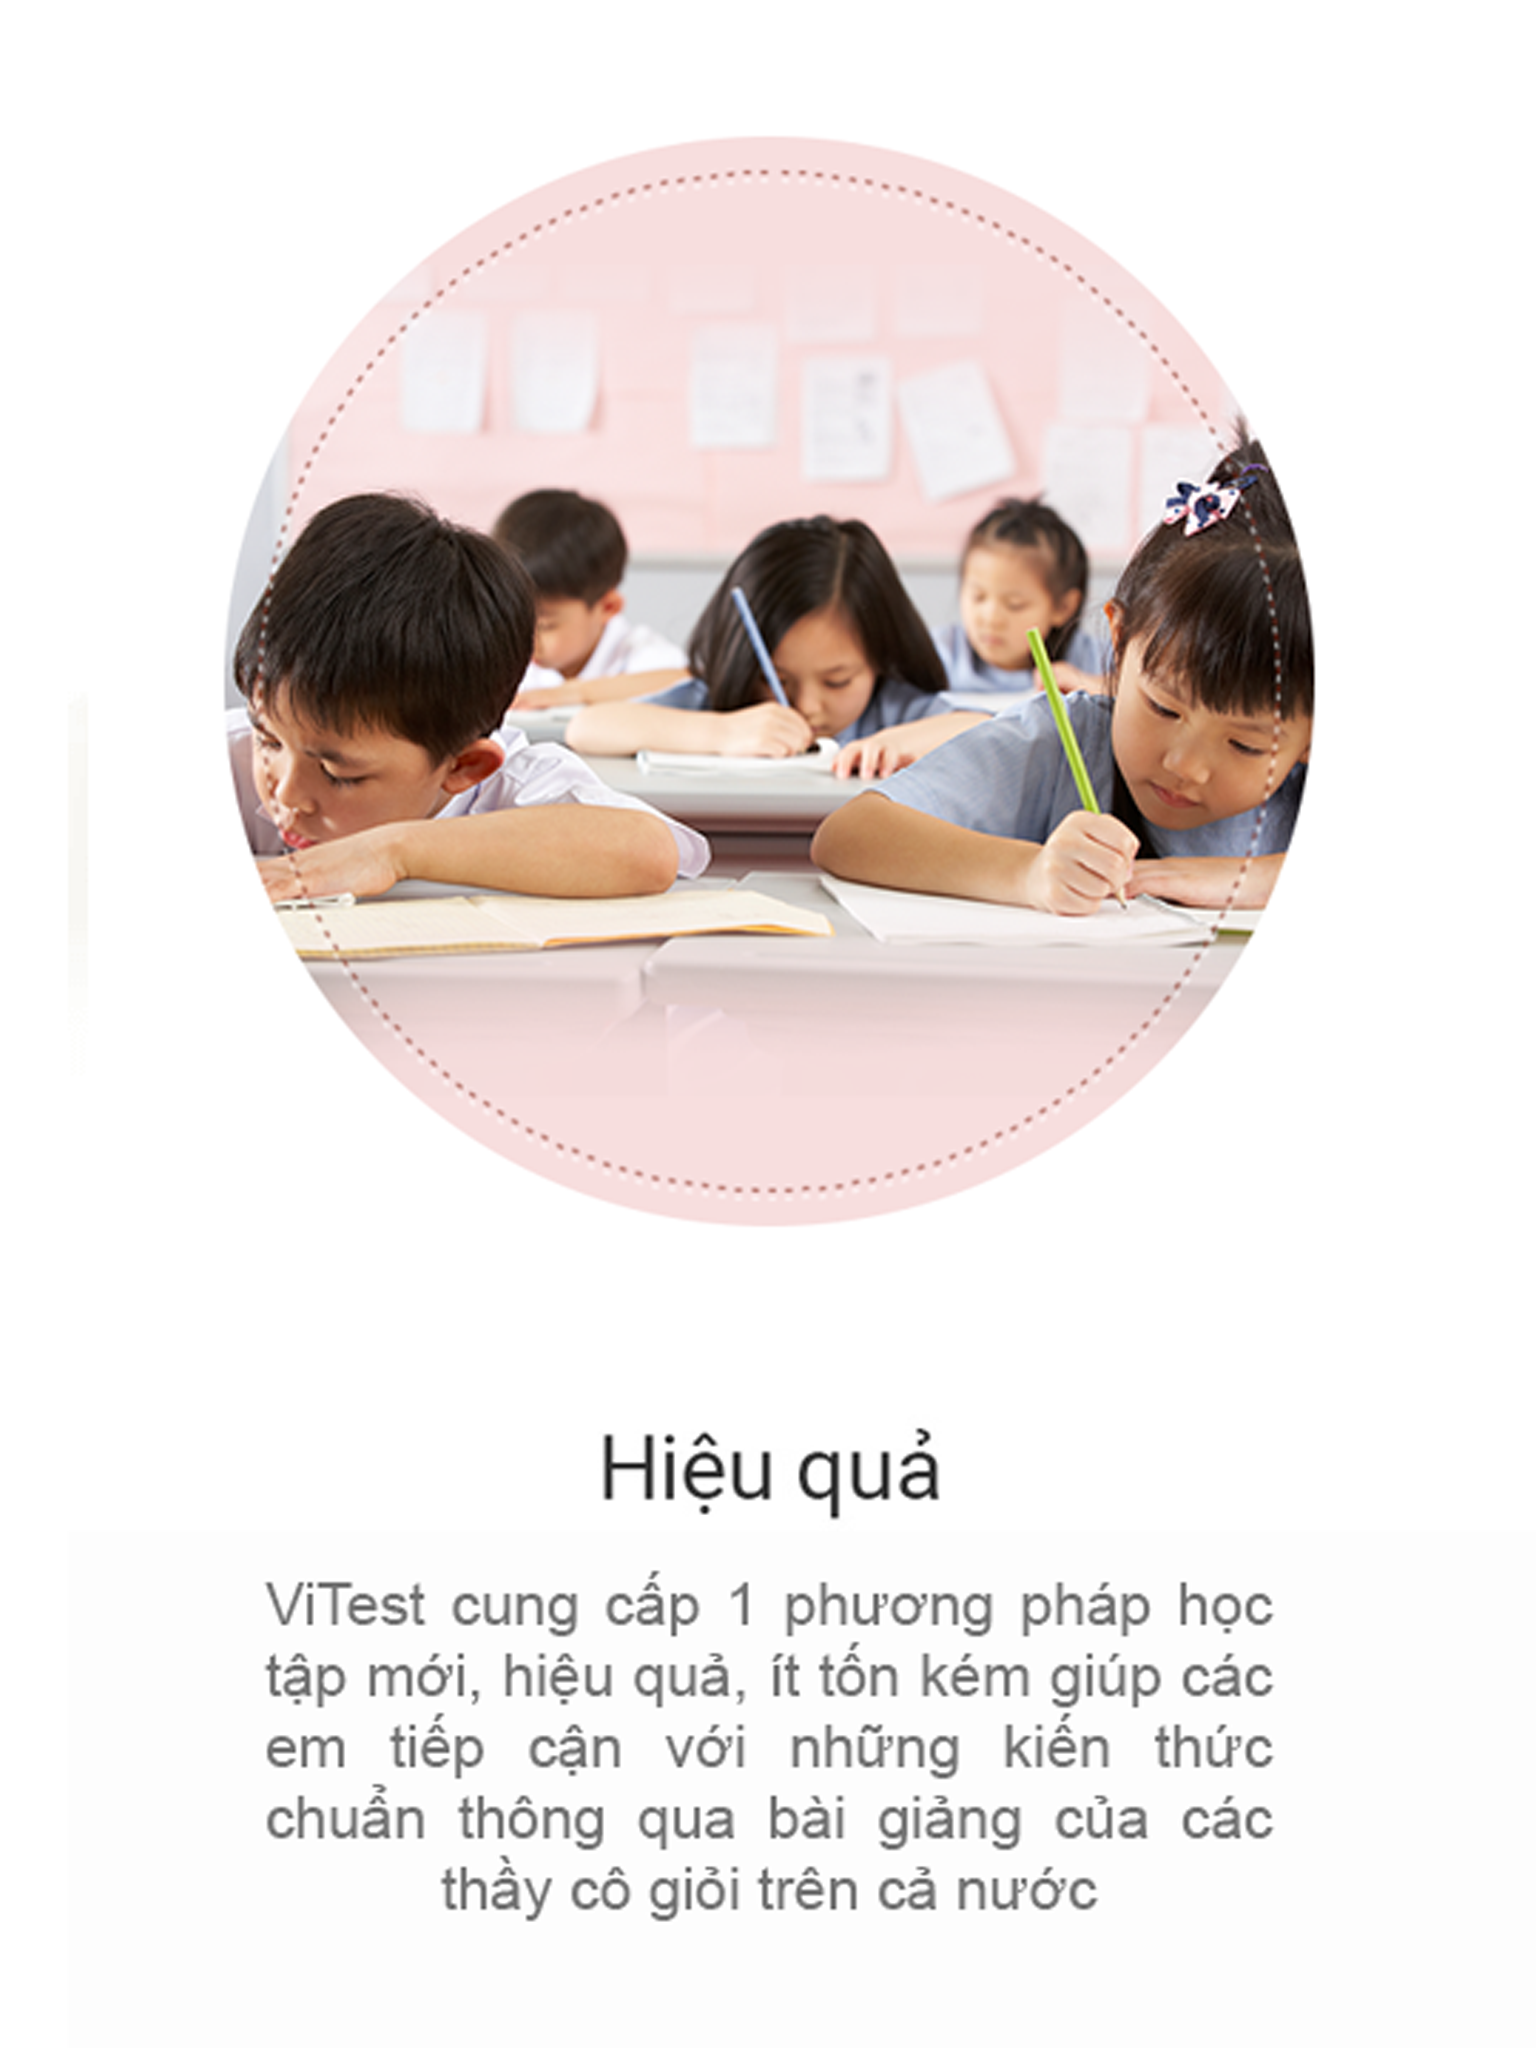 Hiệu quả
ViTest cung cấp 1 phương pháp học
tập mới, hiệu quả, ít tốn kém giúp các
em tiếp cận với những kiến thức
chuẩn thông qua bài giảng của các
thầy cô giỏi trên cả nước